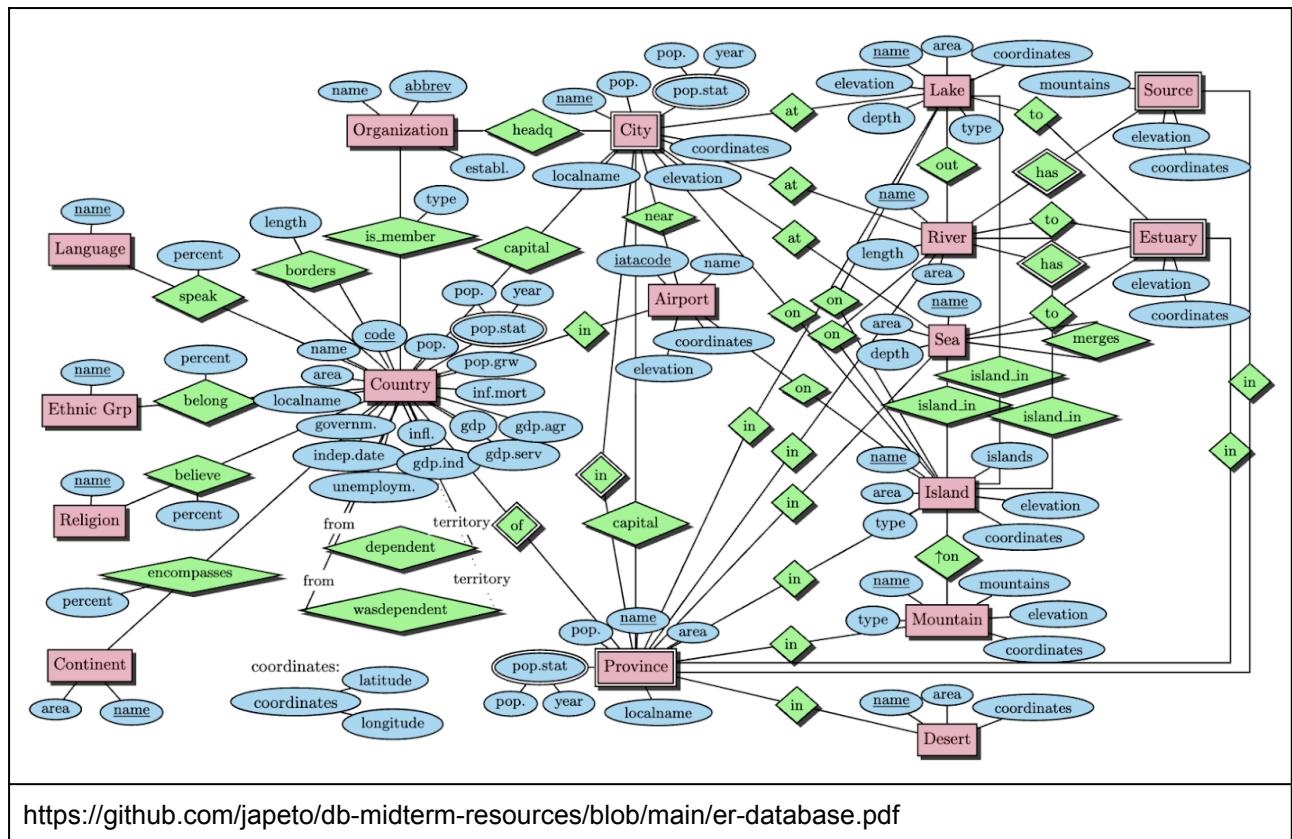 pop.
year
name
abbrev
Organization
headq
name
pop.
pop.stat
City
establ.
localname
elevation
coordinates
at
at
at
name
area
coordinates
elevation
Lake
depth
type
out
to
mountains
Source
elevation
coordinates
has
name
River
length
area
to
has
Estuary
elevation
coordinates
name
Language
percent
speak
length
borders
type
is_member
capital
near
iatacode
name
Airport
coordinates
elevation
in
on
on
on
on
name
area
Sea
depth
to
merges
island_in
island_in
island_in
in
in
name
Ethnic Grp
percent
belong
name
code
pop.
pop.
year
pop.stat
pop.grw
area
Country
inf.mort
localname
governm.
infl.
gdp
gdp.agr
indep.date
gdp.ind
gdp.serv
unemploym.
name
Religion
believe
percent
from
territory
dependent
from
territory
wasdependent
of
in
capital
in
in
in
in
name
islands
area
Island
type
elevation
coordinates
↑on
encompasses
percent
Continent
area
name
coordinates:
latitude
coordinates
longitude
name
pop.
area
pop.stat
Province
pop.
year
localname
in
name
mountains
type
Mountain
elevation
coordinates
in
name
area
coordinates
Desert
https://github.com/japeto/db-midterm-resources/blob/main/er-database.pdf